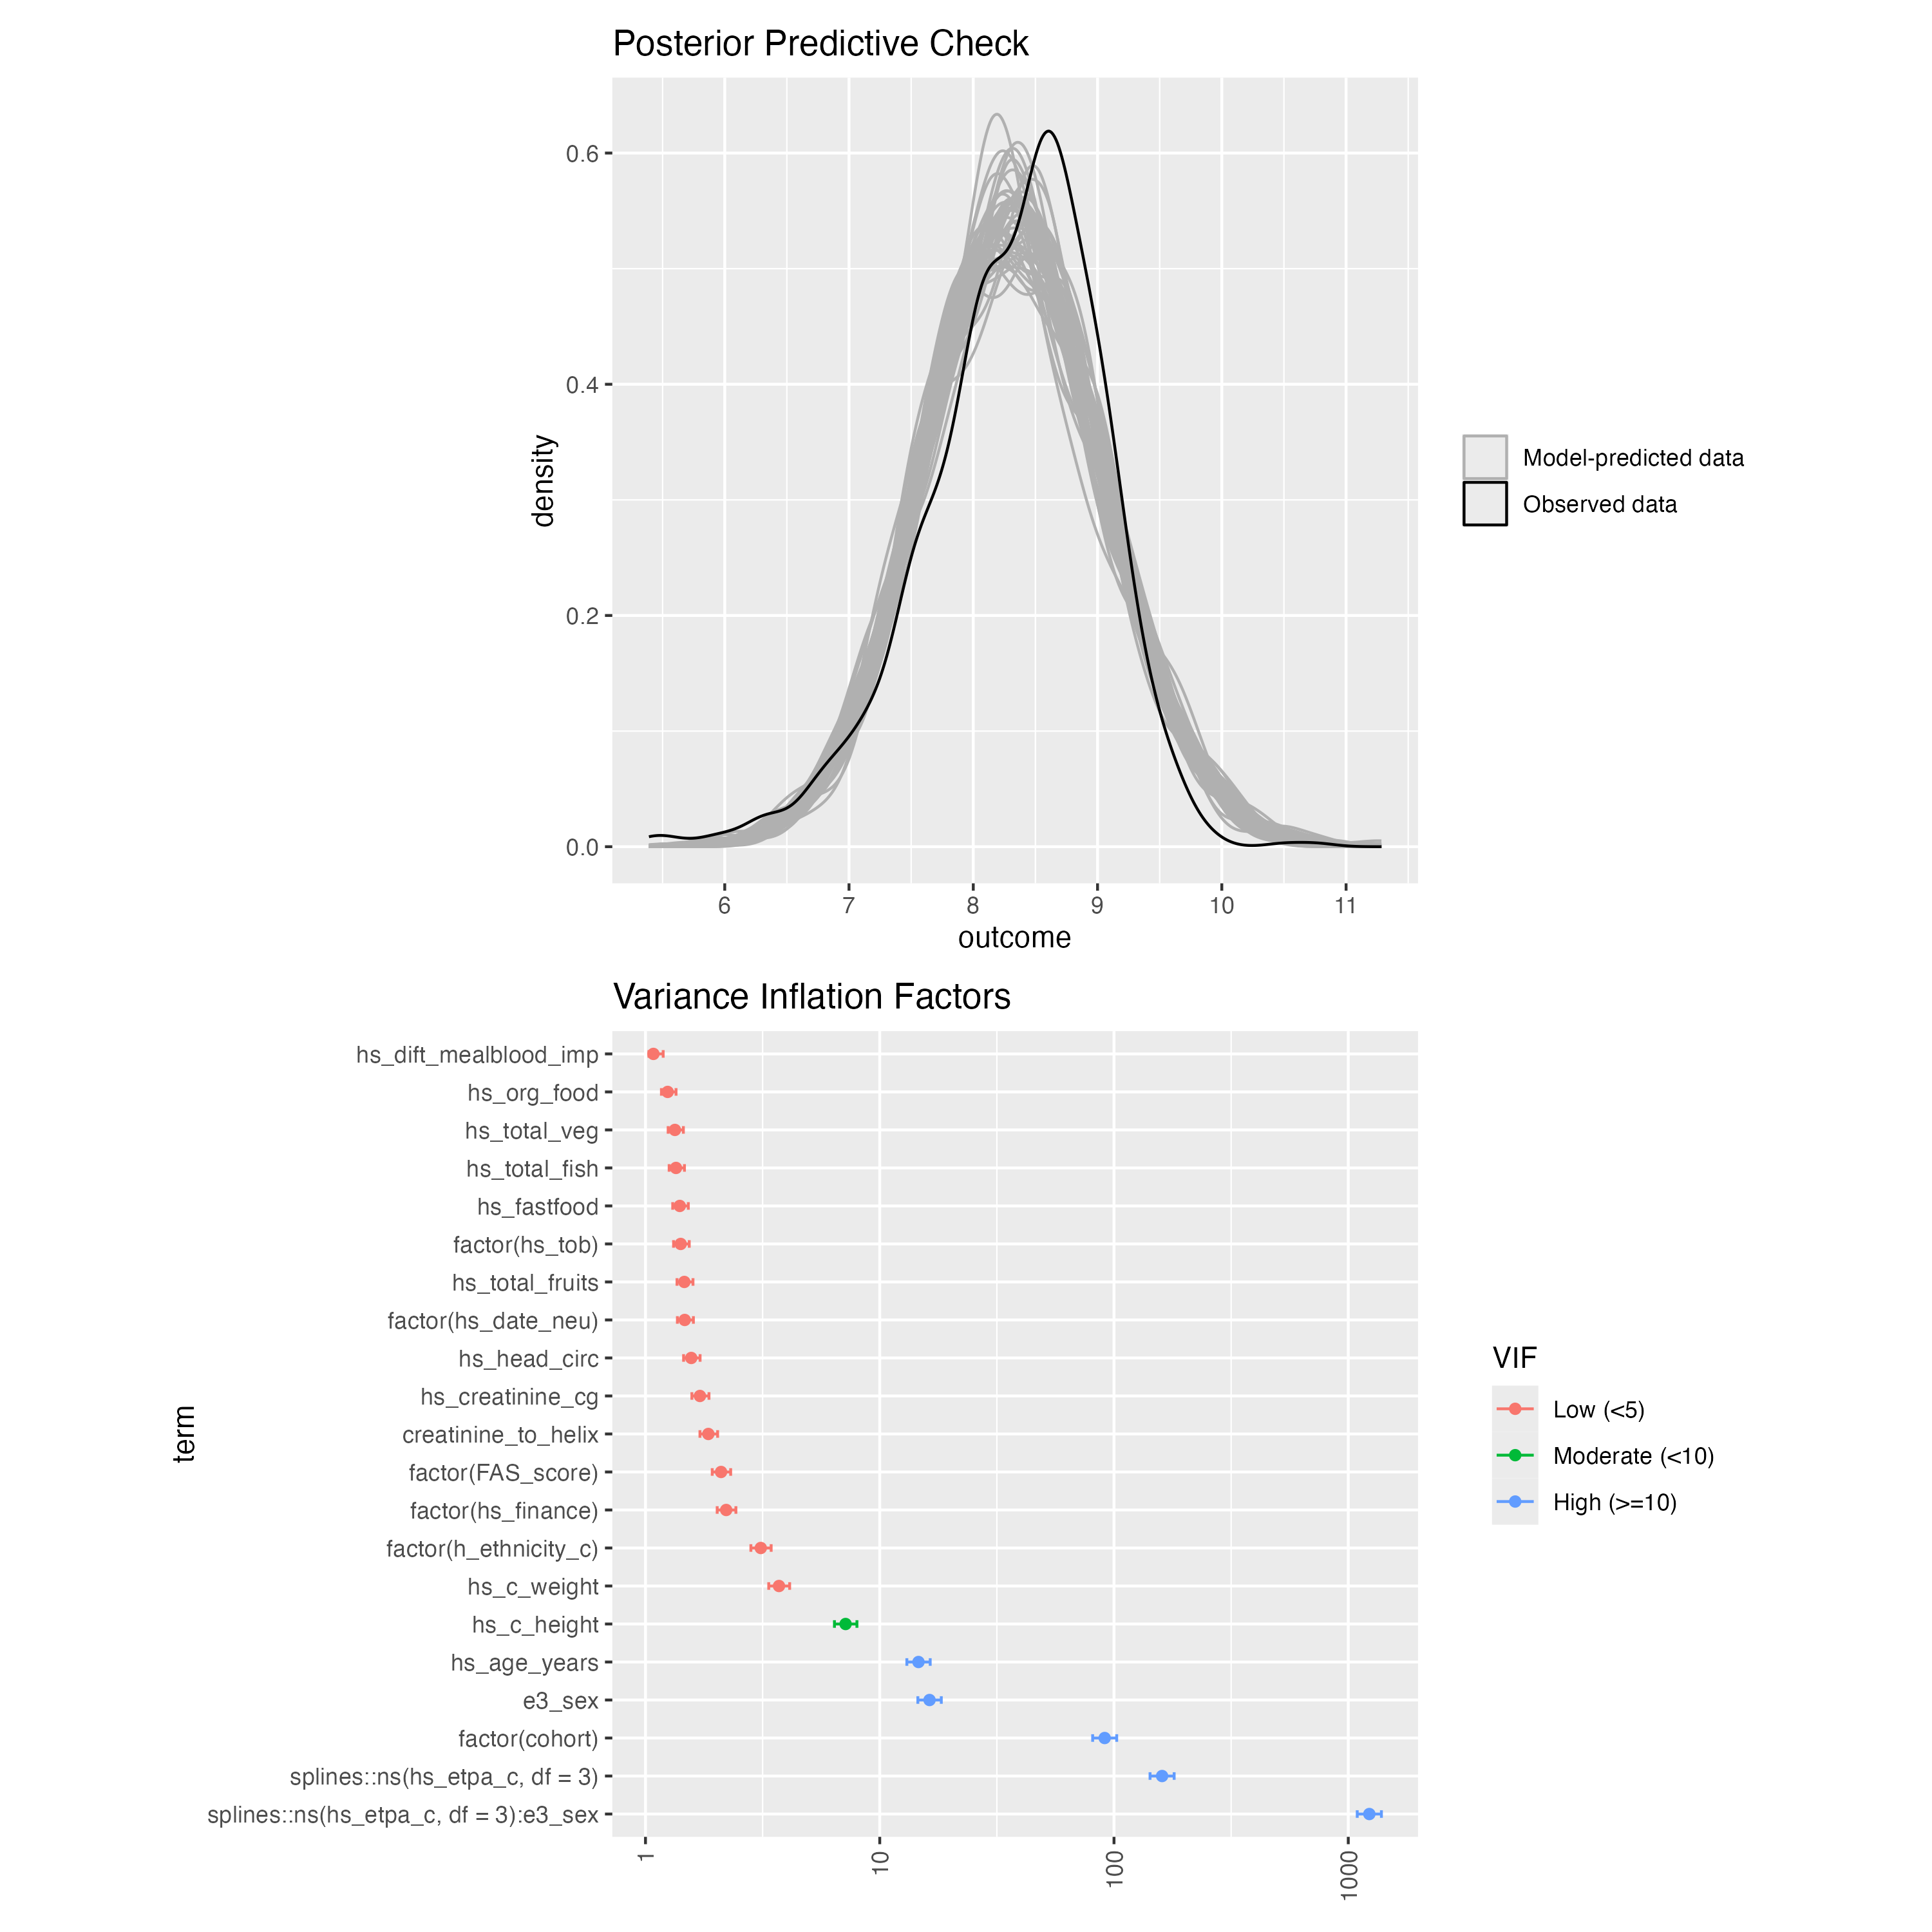 Posterior Predictive Check
0.6
0.4
0.2
0.0
density
6 7 8 9 10 11
outcome
Model-predicted data
Observed data
Variance Inflation Factors
hs_dift_mealblood_imp
hs_org_food
hs_total_veg
hs_total_fish
hs_fastfood
factor(hs_tob)
hs_total_fruits
factor(hs_date_neu)
hs_head_circ
hs_creatinine_cg
creatinine_to_helix
factor(FAS_score)
factor(hs_finance)
factor(h_ethnicity_c)
hs_c_weight
hs_c_height
hs_age_years
e3_sex
factor(cohort)
splines::ns(hs_etpa_c, df = 3)
splines::ns(hs_etpa_c, df = 3):e3_sex
term
1 10 100 1000
VIF
Low (<5)
Moderate (<10)
High (>=10)